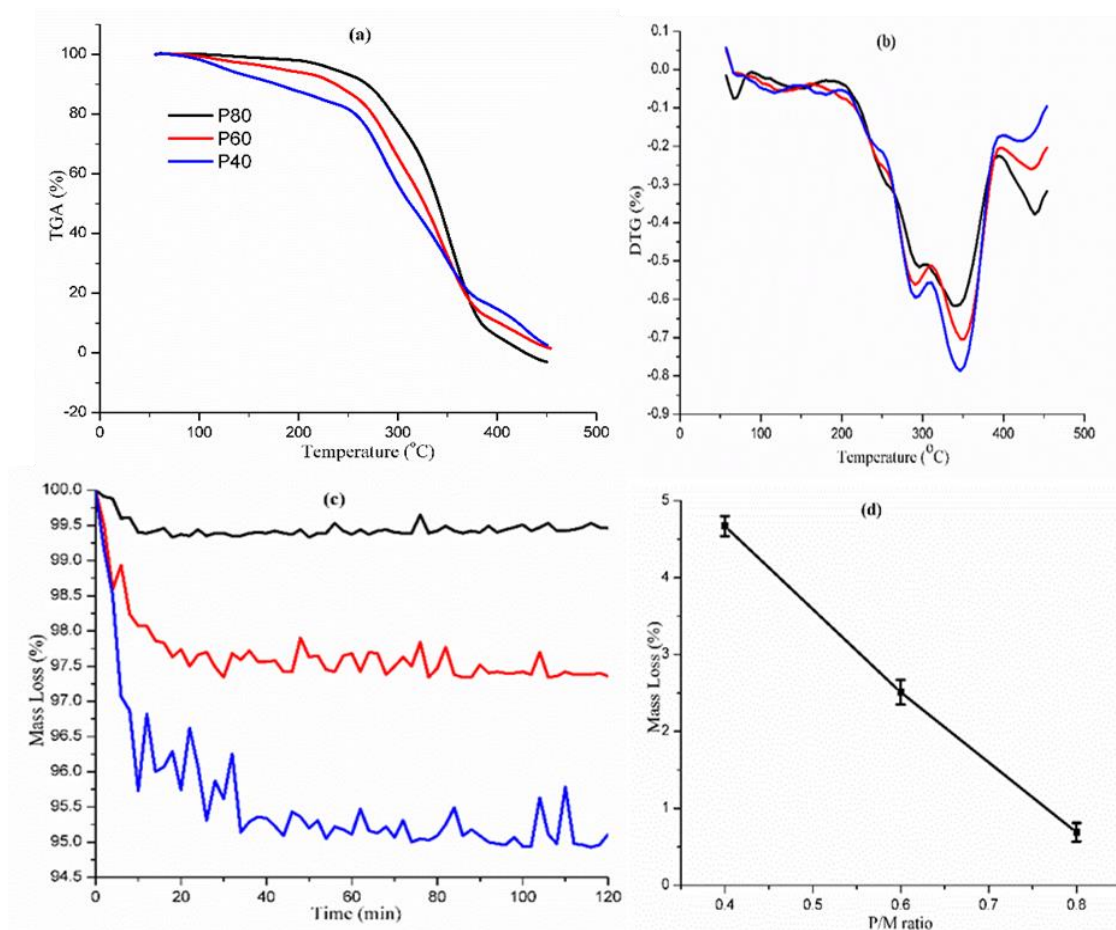 (a)
100
80
60
40
20
0
-20
TGA (%)
P80
P60
P40
0 100 200 300 400 500
Temperature (°C)
(b)
0.1
0.0
-0.1
-0.2
-0.3
-0.4
-0.5
-0.6
-0.7
-0.8
-0.9
DTG (%)
0 100 200 300 400 500
Temperature (°C)
(c)
100.0
99.5
99.0
98.5
98.0
97.5
97.0
96.5
96.0
95.5
95.0
94.5
Mass Loss (%)
0 20 40 60 80 100 120
Time (min)
(d)
5
4
3
2
1
0
Mass Loss (%)
0.4 0.5 0.6 0.7 0.8
P/M ratio